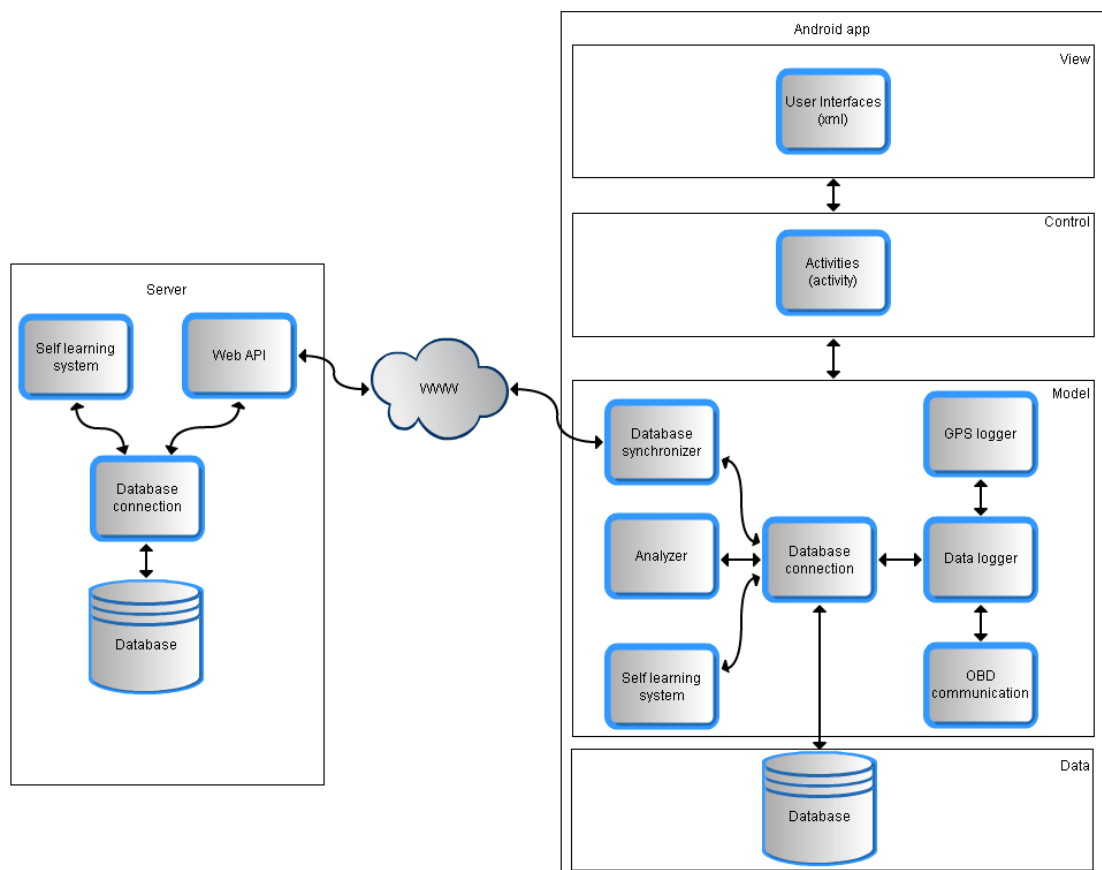 Android app
View
User Interfaces
(xml)
Control
Activities
(activity)
Server
Self learning
system
Web API
Database
connection
Database
WWW
Model
Database
synchronizer
GPS logger
Analyzer
Database
connection
Data logger
Self learning
system
OBD
communication
Data
Database